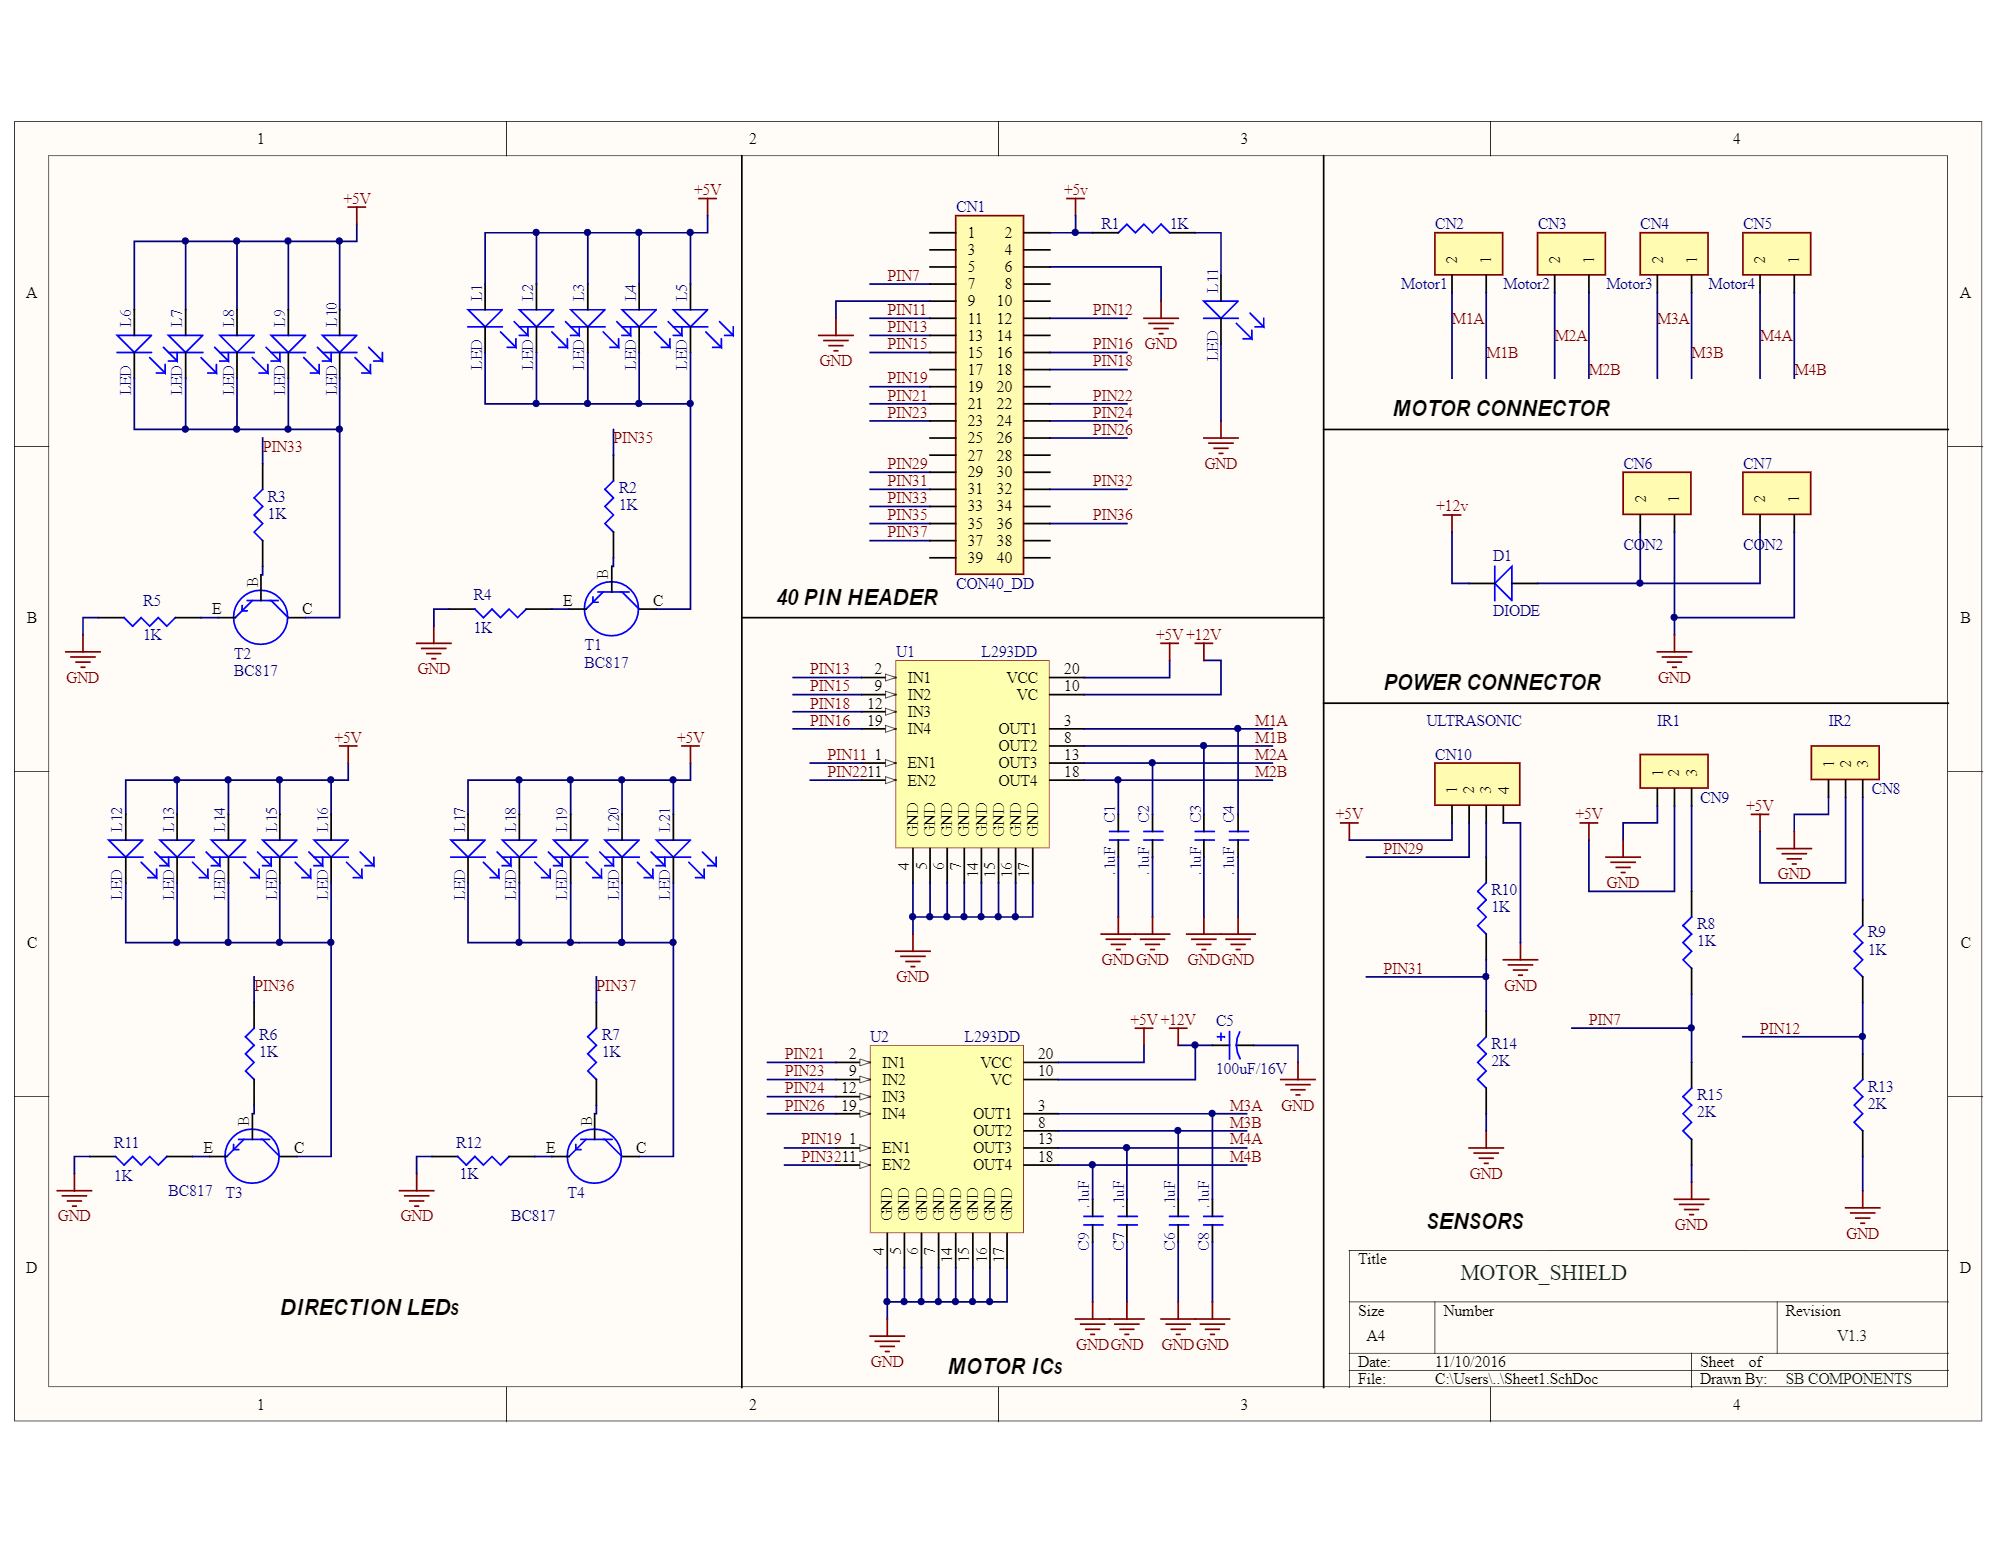 1 2 3 4
A B C D
+5V
L6 L7 L8 L9 L10
LED LED LED LED LED
PIN33
R3
1K
R5
1K
E B C
T2
BC817
GND
+5V
L1 L2 L3 L4 L5
LED LED LED LED LED
PIN35
R2
1K
R4
1K
E B C
T1
BC817
GND
+5V
L12 L13 L14 L15 L16
LED LED LED LED LED
PIN36
R6
1K
R11
1K
E B C
BC817 T3
GND
+5V
L17 L18 L19 L20 L21
LED LED LED LED LED
PIN37
R7
1K
R12
1K
E B C
T4
BC817
GND
DIRECTION LEDs
CN1
+5v
R1 1K
1 2
3 4
5 6
PIN7 7 8
9 10
PIN11 11 12 PIN12
PIN13 13 14
PIN15 15 16 PIN16
17 18 PIN18
PIN19 19 20
PIN21 21 22 PIN22
PIN23 23 24 PIN24
25 26 PIN26
27 28
PIN29 29 30
PIN31 31 32 PIN32
PIN33 33 34
PIN35 35 36 PIN36
PIN37 37 38
39 40
GND
GND
L11
LED
GND
CON40_DD
40 PIN HEADER
+5V +12V
U1 L293DD
PIN13 2 IN1 VCC 20
PIN15 9 IN2 VC 10
PIN18 12 IN3
PIN16 19 IN4 OUT1 3 M1A
OUT2 8 M1B
PIN11 1 EN1 OUT3 13 M2A
PIN22 11 EN2 OUT4 18 M2B
GND GND GND GND GND GND GND GND
4 5 6 7 14 15 16 17
GND
C1 C2 C3 C4
.1uF .1uF .1uF .1uF
GND GND GND GND
+5V +12V C5
+
100uF/16V
GND
U2 L293DD
PIN21 2 IN1 VCC 20
PIN23 9 IN2 VC 10
PIN24 12 IN3
PIN26 19 IN4 OUT1 3 M3A
OUT2 8 M3B
PIN19 1 EN1 OUT3 13 M4A
PIN32 11 EN2 OUT4 18 M4B
GND GND GND GND GND GND GND GND
4 5 6 7 14 15 16 17
GND
.1uF .1uF .1uF .1uF
C9 C7 C6 C8
GND GND GND GND
MOTOR ICs
CN2 CN3 CN4 CN5
2 1 2 1 2 1 2 1
Motor1 Motor2 Motor3 Motor4
M1A M2A M3A M4A
M1B M2B M3B M4B
MOTOR CONNECTOR
CN6 CN7
2 1 2 1
+12v
CON2 CON2
D1
DIODE
GND
POWER CONNECTOR
ULTRASONIC IR1 IR2
CN10
1 2 3 4
+5V
PIN29
R10
1K
PIN31
GND
R14
2K
GND
1 2 3
CN9
+5V
GND
R8
1K
PIN7
R15
2K
GND
1 2 3
CN8
+5V
GND
R9
1K
PIN12
R13
2K
GND
SENSORS
Title
MOTOR_SHIELD
Size Number Revision
A4 V1.3
Date: 11/10/2016 Sheet of
File: C:\Users\..\Sheet1.SchDoc Drawn By: SB COMPONENTS
A B C D
1 2 3 4